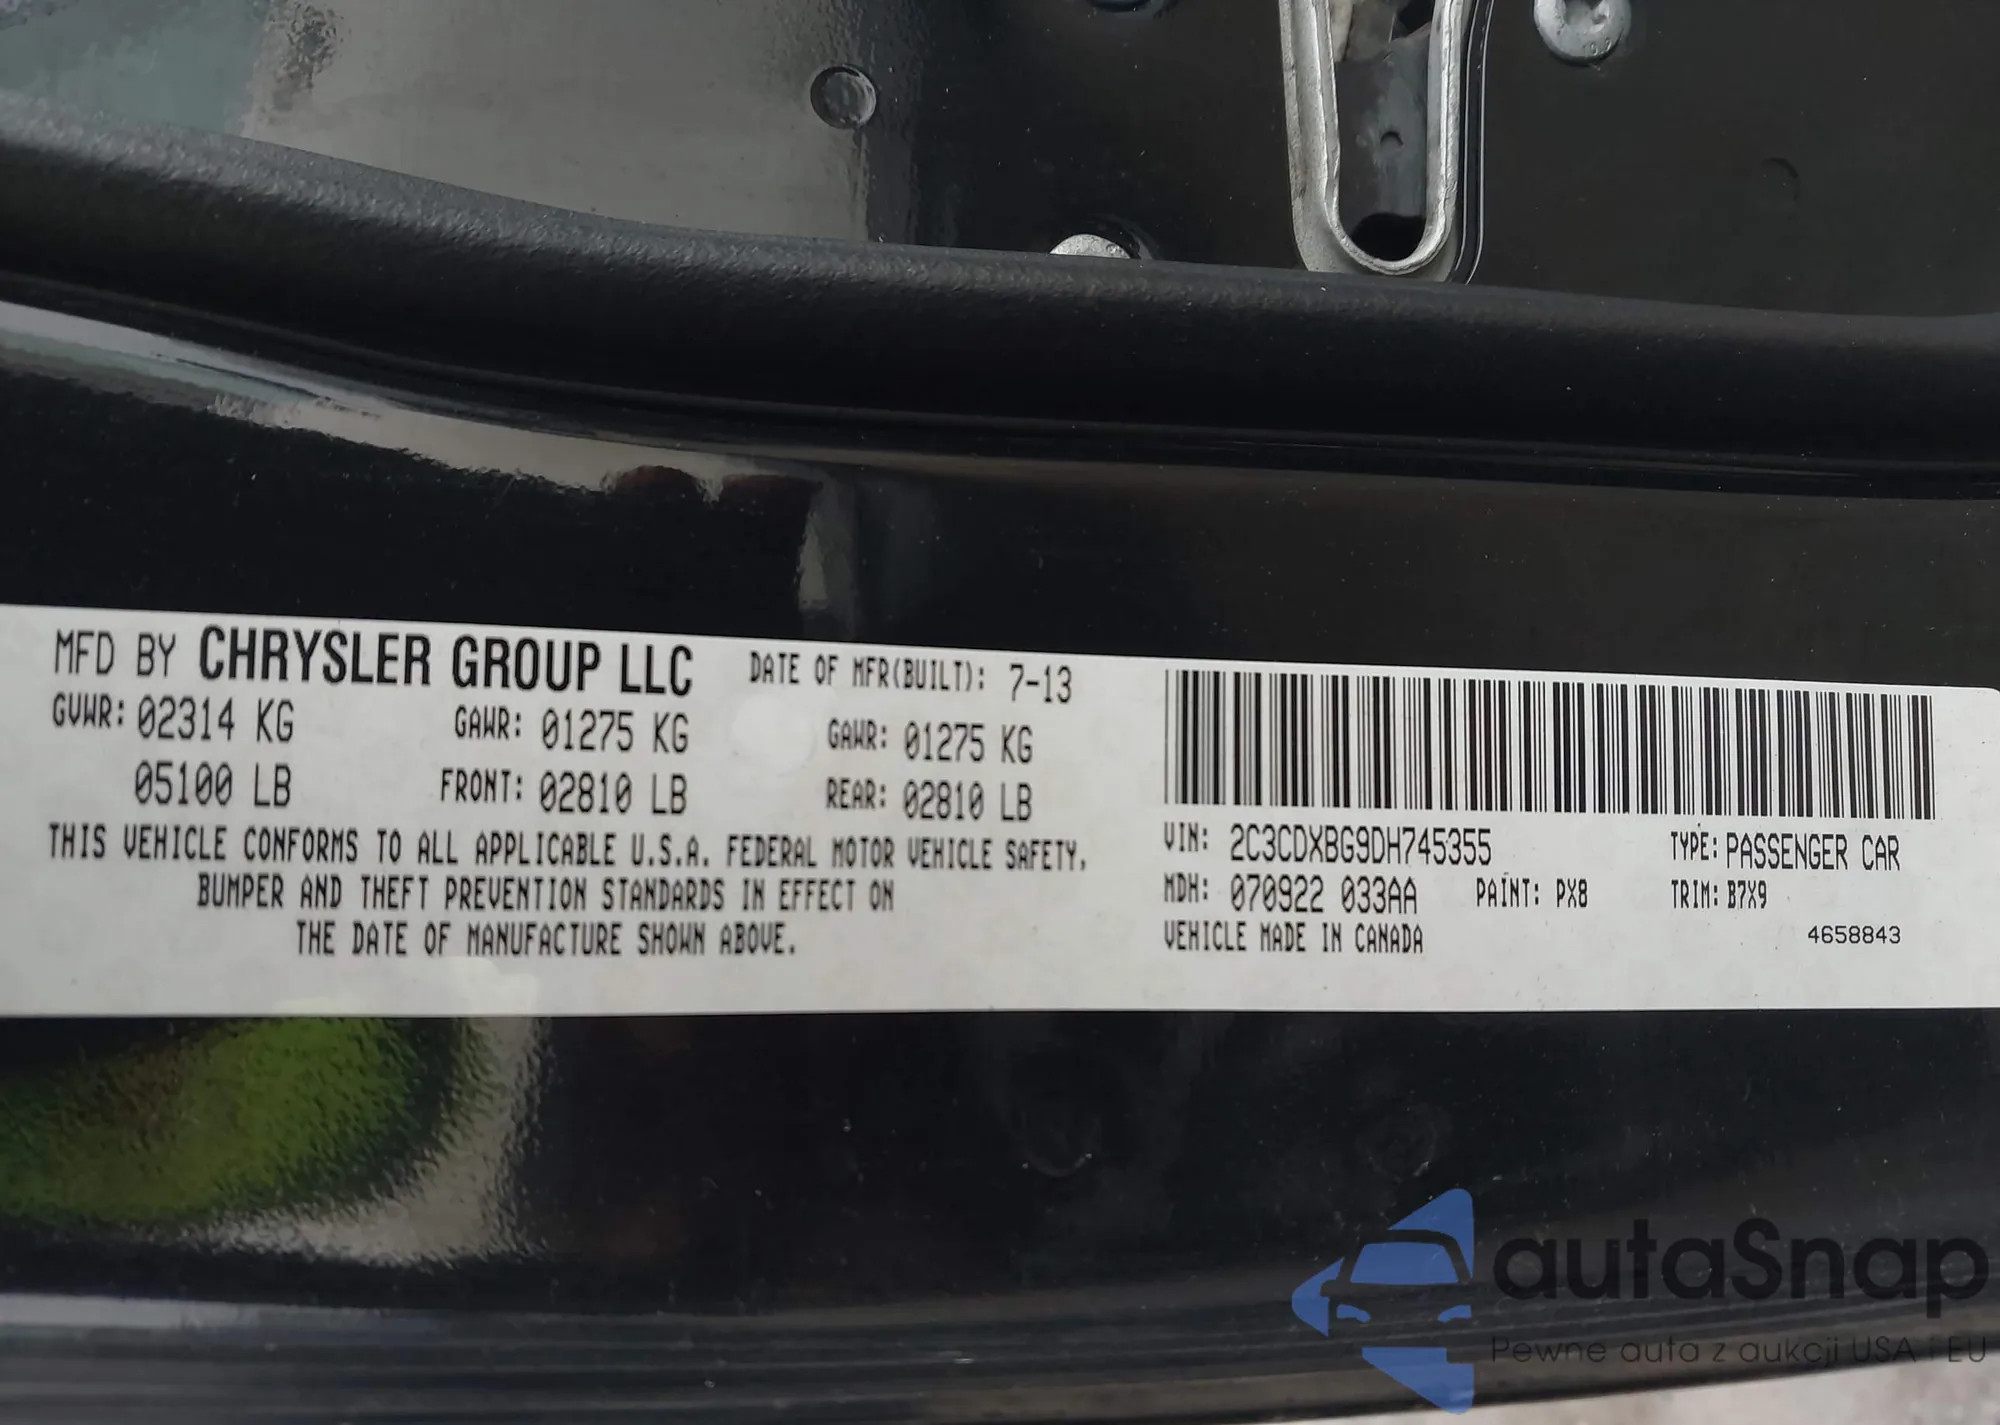 MFD BY CHRYSLER GROUP LLC DATE OF MFR(BUILT): 7-13
GVWR: 02314 KG GAWR: 01275 KG GAWR: 01275 KG
05100 LB FRONT: 02810 LB REAR: 02810 LB
THIS VEHICLE CONFORMS TO ALL APPLICABLE U.S.A. FEDERAL MOTOR VEHICLE SAFETY,
BUMPER AND THEFT PREVENTION STANDARDS IN EFFECT ON
THE DATE OF MANUFACTURE SHOWN ABOVE.
VIN: 2C3CDXBG9DH745355 TYPE: PASSENGER CAR
MDH: 070922 033AA PAINT: PX8 TRIM: B7X9
VEHICLE MADE IN CANADA 4658843
autaSnap
Pewne auta z aukcji USA i EU